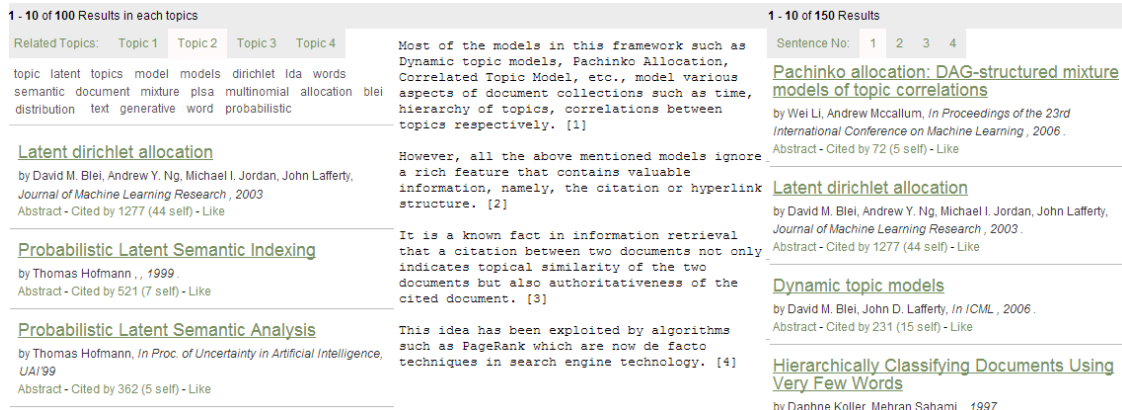 1 - 10 of 100 Results in each topics
Related Topics: Topic 1 Topic 2 Topic 3 Topic 4
topic latent topics model models dirichlet lda words
semantic document mixture plsa multinomial allocation blei
distribution text generative word probabilistic
Latent dirichlet allocation
by David M. Blei, Andrew Y. Ng, Michael I. Jordan, John Lafferty,
Journal of Machine Learning Research , 2003
Abstract - Cited by 1277 (44 self) - Like
Probabilistic Latent Semantic Indexing
by Thomas Hofmann , , 1999 .
Abstract - Cited by 521 (7 self) - Like
Probabilistic Latent Semantic Analysis
by Thomas Hofmann, In Proc. of Uncertainty in Artificial Intelligence,
UAI'99
Abstract - Cited by 362 (5 self) - Like
Most of the models in this framework such as
Dynamic topic models, Pachinko Allocation,
Correlated Topic Model, etc., model various
aspects of document collections such as time,
hierarchy of topics, correlations between
topics respectively. [1]
However, all the above mentioned models ignore
a rich feature that contains valuable
information, namely, the citation or hyperlink
structure. [2]
It is a known fact in information retrieval
that a citation between two documents not only
indicates topical similarity of the two
documents but also authoritativeness of the
cited document. [3]
This idea has been exploited by algorithms
such as PageRank which are now de facto
techniques in search engine technology. [4]
1 - 10 of 150 Results
Sentence No: 1 2 3 4
Pachinko allocation: DAG-structured mixture
models of topic correlations
by Wei Li, Andrew Mccallum, In Proceedings of the 23rd
International Conference on Machine Learning , 2006 .
Abstract - Cited by 72 (5 self) - Like
Latent dirichlet allocation
by David M. Blei, Andrew Y. Ng, Michael I. Jordan, John Lafferty,
Journal of Machine Learning Research , 2003 .
Abstract - Cited by 1277 (44 self) - Like
Dynamic topic models
by David M. Blei, John D. Lafferty, In ICML , 2006 .
Abstract - Cited by 231 (15 self) - Like
Hierarchically Classifying Documents Using
Very Few Words
by Daphne Koller, Mehran Sahami, , 1997